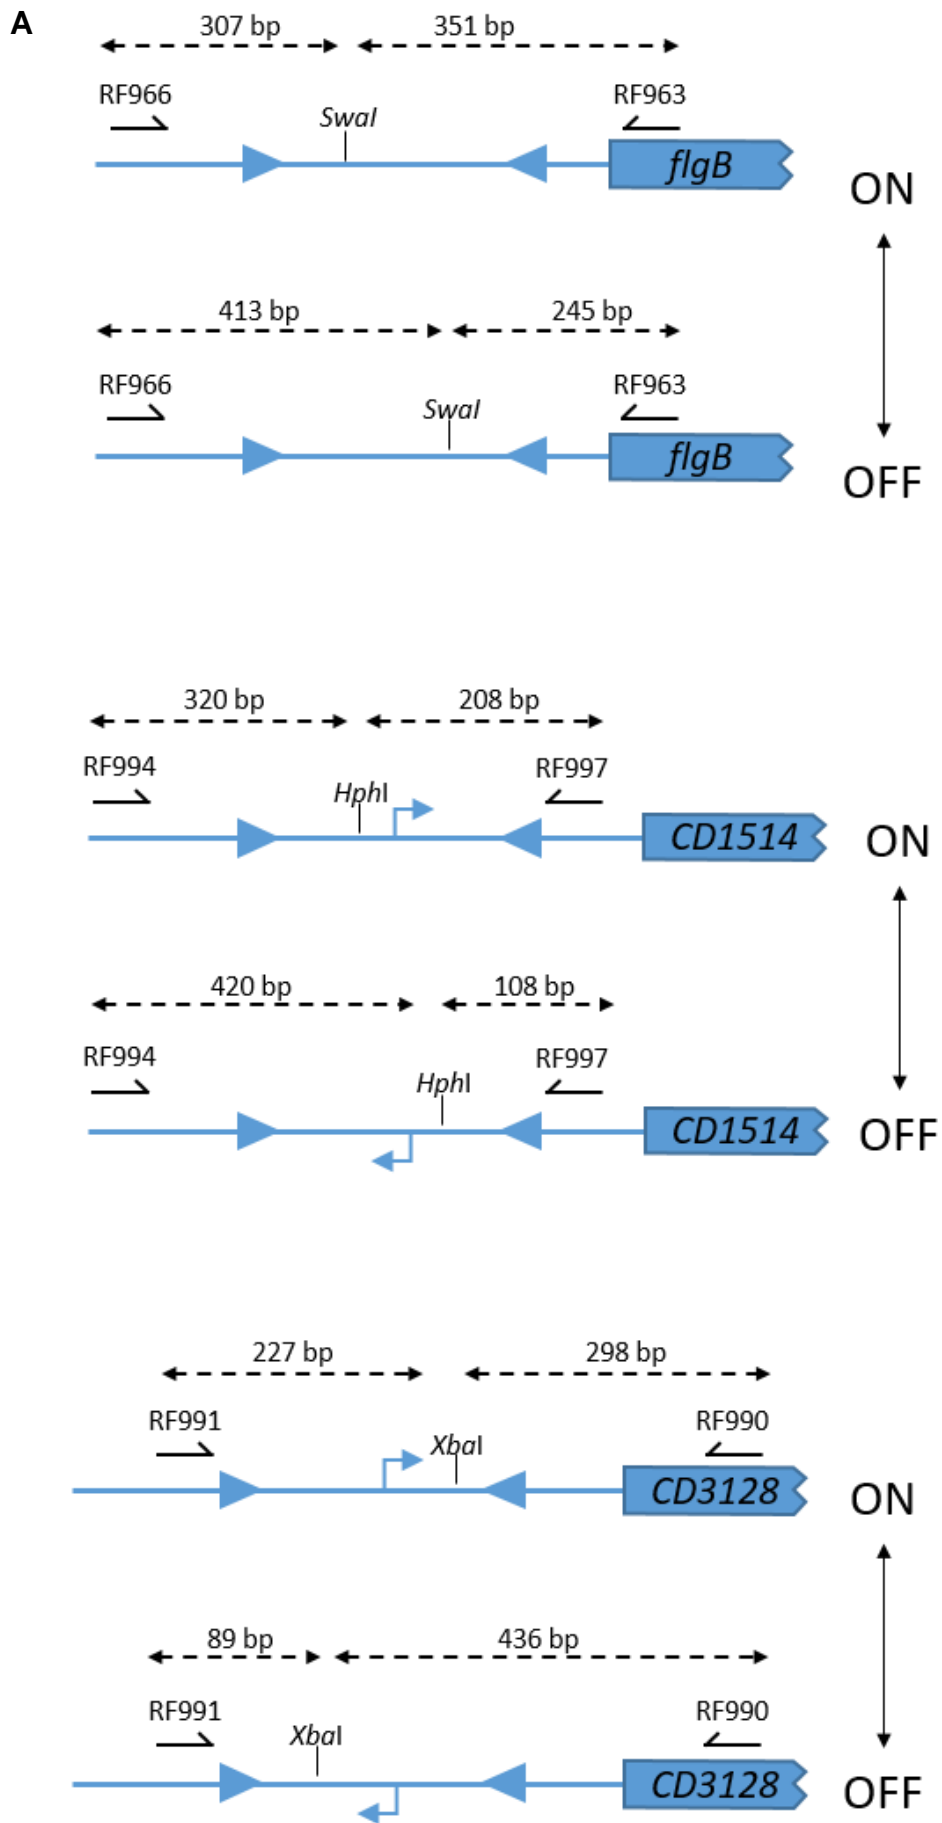 A
307 bp 351 bp
RF966 RF963
SwaI
flgB
ON
413 bp 245 bp
RF966 RF963
SwaI
flgB
OFF
320 bp 208 bp
RF994 RF997
HphI
CD1514 ON
420 bp 108 bp
RF994 RF997
HphI
CD1514 OFF
227 bp 298 bp
RF991 RF990
XbaI
CD3128 ON
89 bp 436 bp
RF991 RF990
XbaI
CD3128 OFF